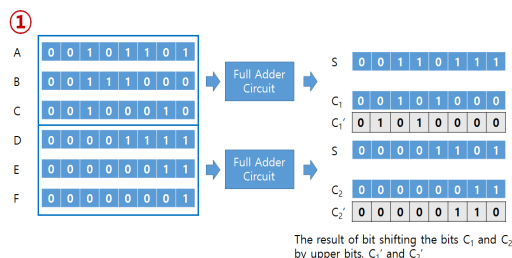 ①
A 0 0 1 0 1 1 0 1
B 0 0 1 1 1 0 0 0
C 0 0 1 0 0 0 1 0
D 0 0 0 0 1 1 1 1
E 0 0 0 0 0 0 1 1
F 0 0 0 0 0 0 0 1
Full Adder
Circuit
Full Adder
Circuit
S 0 0 1 1 0 1 1 1
C₁ 0 0 1 0 1 0 0 0
C₁′ 0 1 0 1 0 0 0 0
S 0 0 0 0 1 1 0 1
C₂ 0 0 0 0 0 0 1 1
C₂′ 0 0 0 0 0 1 1 0
The result of bit shifting the bits C₁ and C₂
by upper bits. C₁′ and C₂′